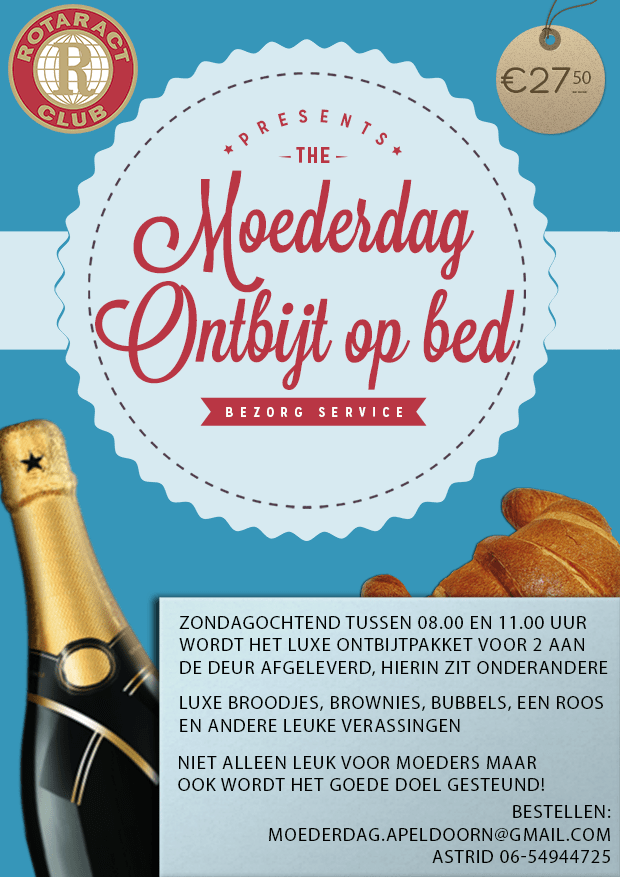 ROTARACT
R
CLUB
€27 50
PRESENTS
THE
Moederdag
Ontbijt op bed
BEZORG SERVICE
ZONDAGOCHTEND TUSSEN 08.00 EN 11.00 UUR
WORDT HET LUXE ONTBIJTPAKKET VOOR 2 AAN
DE DEUR AFGELEVERD, HIERIN ZIT ONDERANDERE
LUXE BROODJES, BROWNIES, BUBBELS, EEN ROOS
EN ANDERE LEUKE VERASSINGEN
NIET ALLEEN LEUK VOOR MOEDERS MAAR
OOK WORDT HET GOEDE DOEL GESTEUND!
BESTELLEN:
MOEDERDAG.APELDOORN@GMAIL.COM
ASTRID 06-54944725